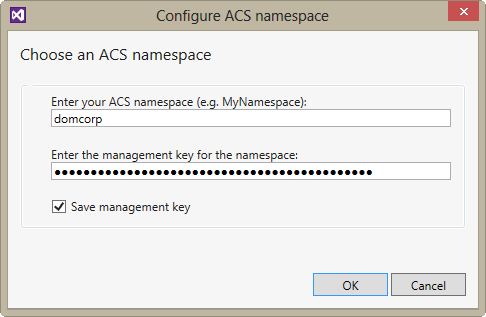 Configure ACS namespace
Choose an ACS namespace
Enter your ACS namespace (e.g. MyNamespace):
domcorp
Enter the management key for the namespace:
●●●●●●●●●●●●●●●●●●●●●●●●●●●●●●●●●●●●●●●●●●●●
Save management key
OK Cancel